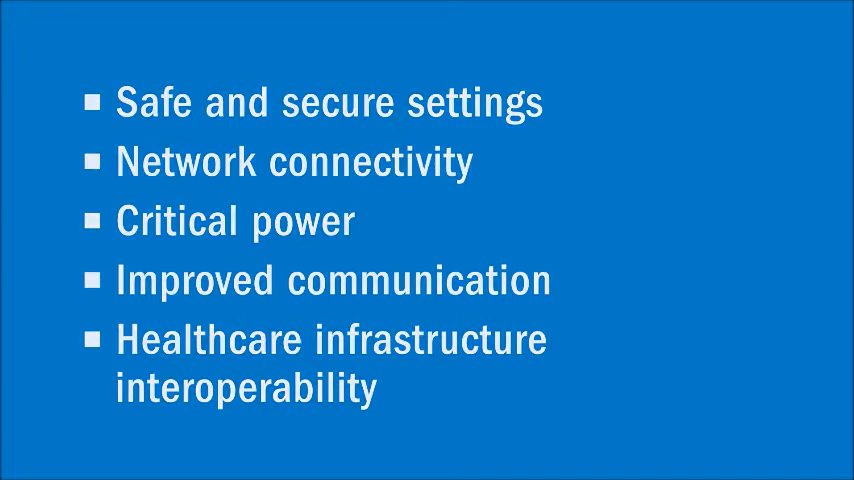 ■ Safe and secure settings
■ Network connectivity
■ Critical power
■ Improved communication
■ Healthcare infrastructure
interoperability